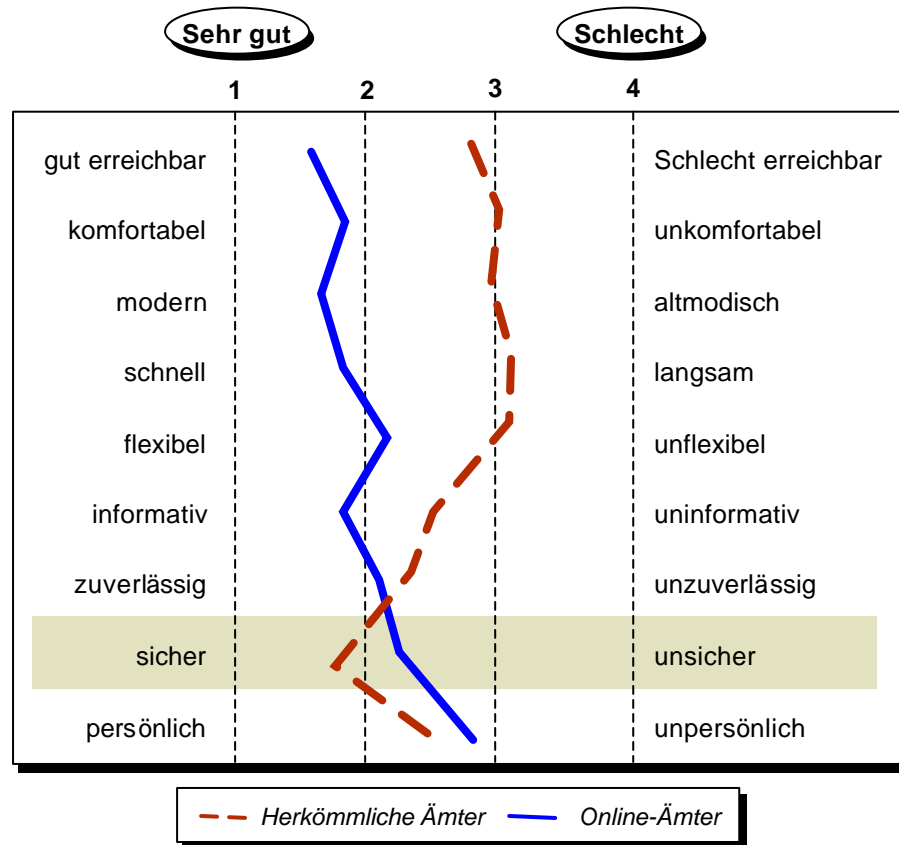 Sehr gut Schlecht
1 2 3 4
gut erreichbar Schlecht erreichbar
komfortabel unkomfortabel
modern altmodisch
schnell langsam
flexibel unflexibel
informativ uninformativ
zuverlässig unzuverlässig
sicher unsicher
persönlich unpersönlich
Herkömmliche Ämter Online-Ämter